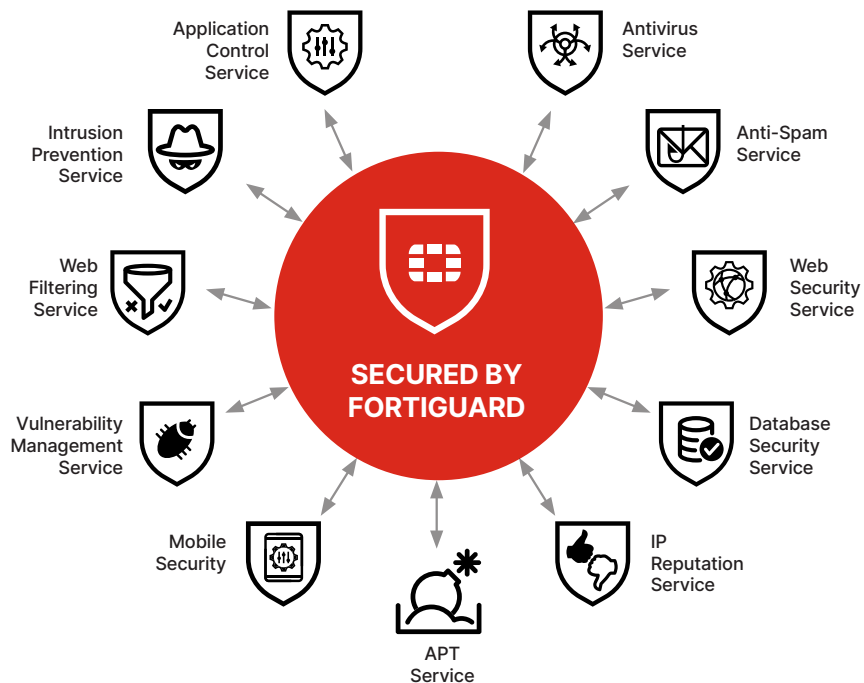 Application
Control
Service
Antivirus
Service
Intrusion
Prevention
Service
Anti-Spam
Service
Web
Filtering
Service
Web
Security
Service
SECURED BY
FORTIGUARD
Vulnerability
Management
Service
Database
Security
Service
Mobile
Security
IP
Reputation
Service
APT
Service